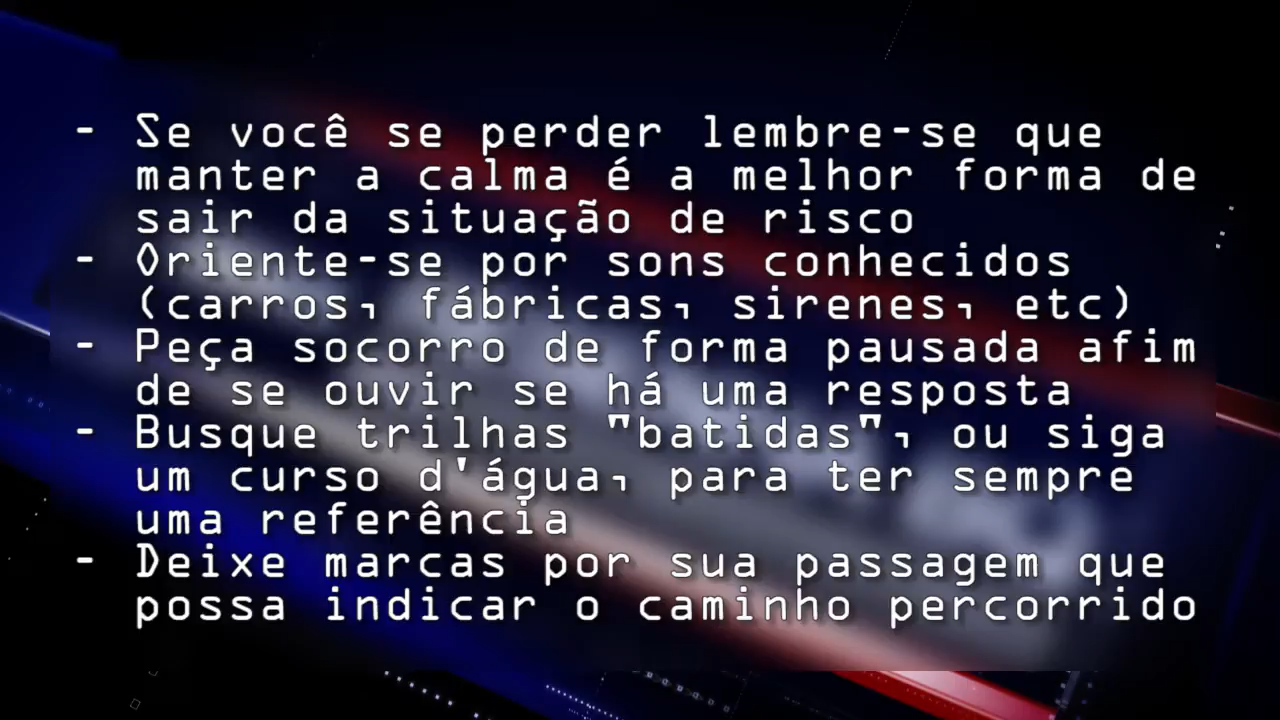 - Se você se perder lembre-se que
manter a calma é a melhor forma de
sair da situação de risco
- Oriente-se por sons conhecidos
(carros, fábricas, sirenes, etc)
- Peça socorro de forma pausada afim
de se ouvir se há uma resposta
- Busque trilhas "batidas", ou siga
um curso d'água, para ter sempre
uma referência
- Deixe marcas por sua passagem que
possa indicar o caminho percorrido